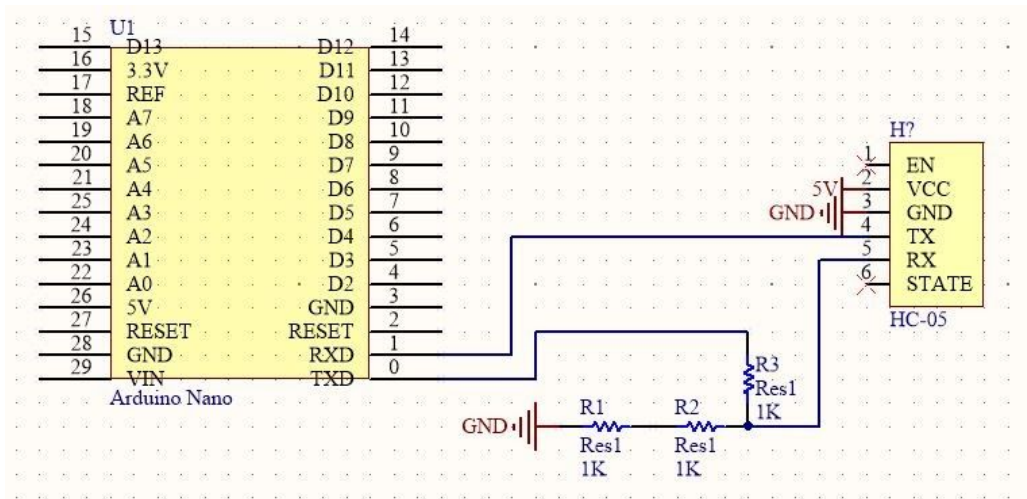 U1
15 D13 D12 14
16 3.3V D11 13
17 REF D10 12
18 A7 D9 11
19 A6 D8 10
20 A5 D7 9
21 A4 D6 8
25 A3 D5 7
24 A2 D4 6
23 A1 D3 5
22 A0 D2 4
26 5V GND 3
27 RESET RESET 2
28 GND RXD 1
29 VIN TXD 0
Arduino Nano
H?
1 EN
5V 2 VCC
GND 3 GND
4 TX
5 RX
6 STATE
HC-05
R3
Res1
1K
GND
R1
Res1
1K
R2
Res1
1K